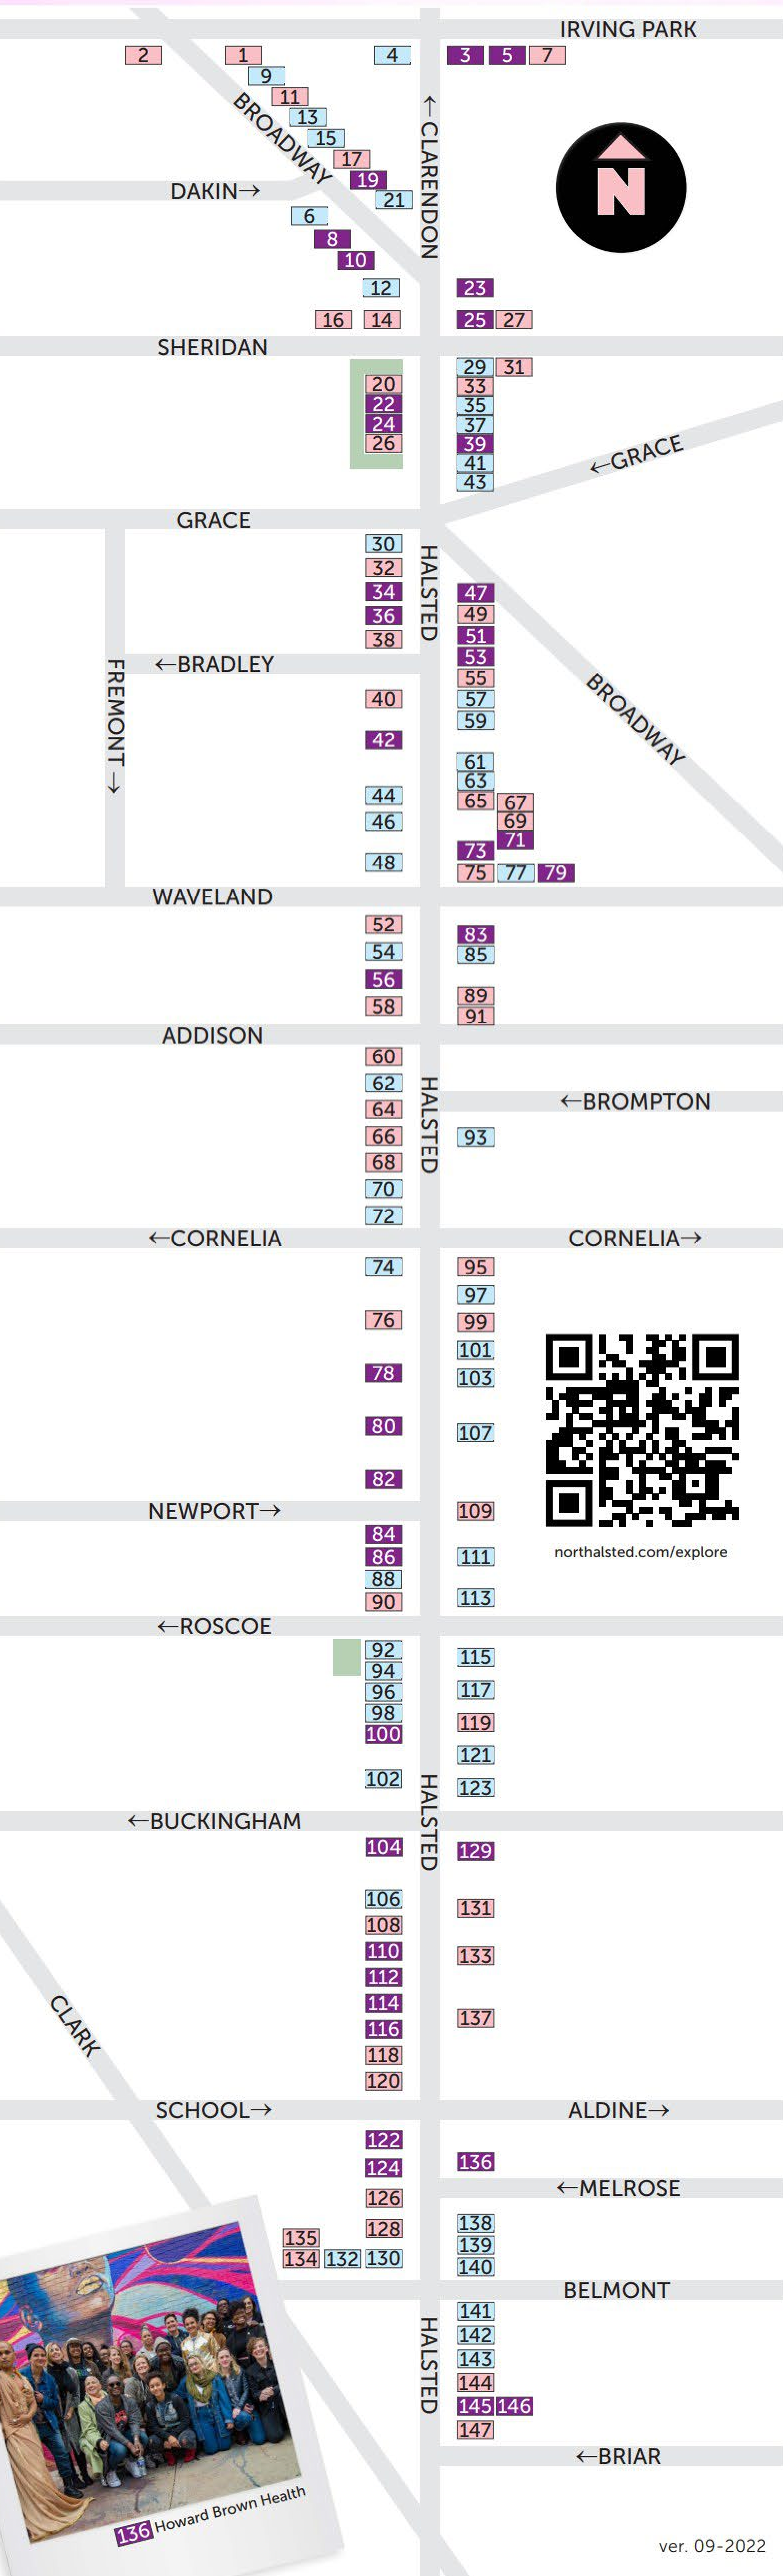 IRVING PARK
2 1 4 3 5 7
9
11
13
15
17
19
21
BROADWAY
←CLARENDON
N
DAKIN→
6
8
10
12 23
16 14 25 27
SHERIDAN
29 31
20 33
22 35
24 37
26 39
41
43
←GRACE
GRACE
30
32
34 47
36 49
38 51
HALSTED
←BRADLEY 53
55
40 57
59
42
61
63
44 65 67
46 69
71
73
48 75 77 79
FREMONT→
BROADWAY
WAVELAND
52 83
54 85
56
58 89
91
ADDISON
60
62
64
66 93
68
70
72
HALSTED
←BROMPTON
←CORNELIA CORNELIA→
74 95
97
76 99
101
78 103
80 107
82
NEWPORT→ 109
84
86 111
88
90 113
northalsted.com/explore
←ROSCOE
92 115
94
96 117
98
100 119
121
102 123
HALSTED
←BUCKINGHAM
104 129
106
108 131
110
112 133
114
116 137
118
120
CLARK
SCHOOL→ ALDINE→
122
124 136
←MELROSE
126
128 138
135 139
134 132 130 140
BELMONT
141
142
143
144
145 146
147
HALSTED
←BRIAR
136 Howard Brown Health
ver. 09-2022